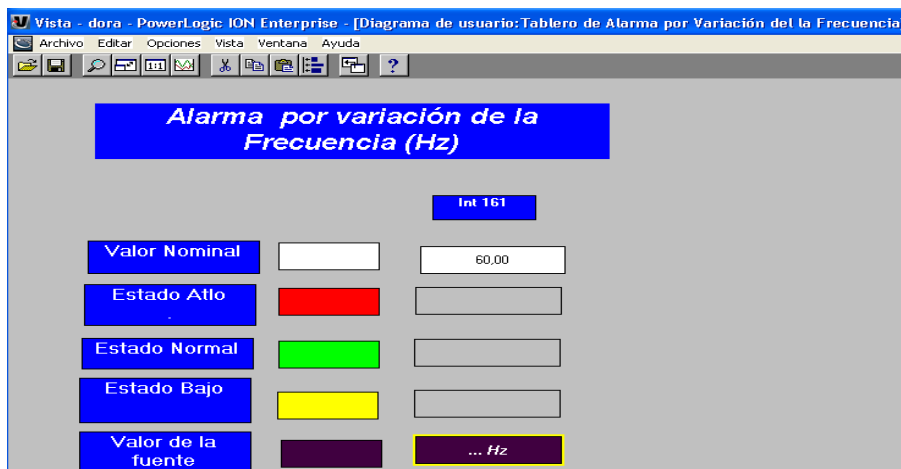 Vista - dora - PowerLogic ION Enterprise - [Diagrama de usuario:Tablero de Alarma por Variación del la Frecuencia
Archivo Editar Opciones Vista Ventana Ayuda
1:1
?
Alarma por variación de la
Frecuencia (Hz)
Int 161
Valor Nominal
60,00
Estado Atlo
.
Estado Normal
Estado Bajo
Valor de la
fuente
... Hz